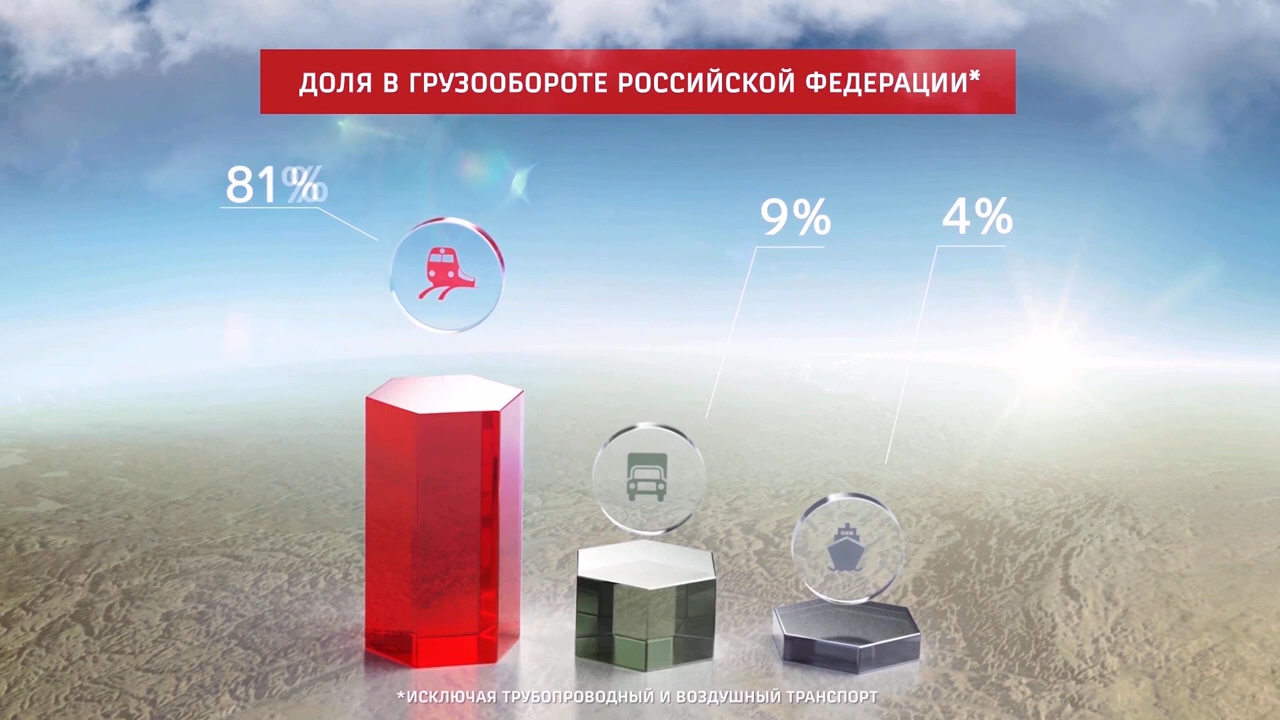 ДОЛЯ В ГРУЗООБОРОТЕ РОССИЙСКОЙ ФЕДЕРАЦИИ*
81%
9%
4%
*ИСКЛЮЧАЯ ТРУБОПРОВОДНЫЙ И ВОЗДУШНЫЙ ТРАНСПОРТ